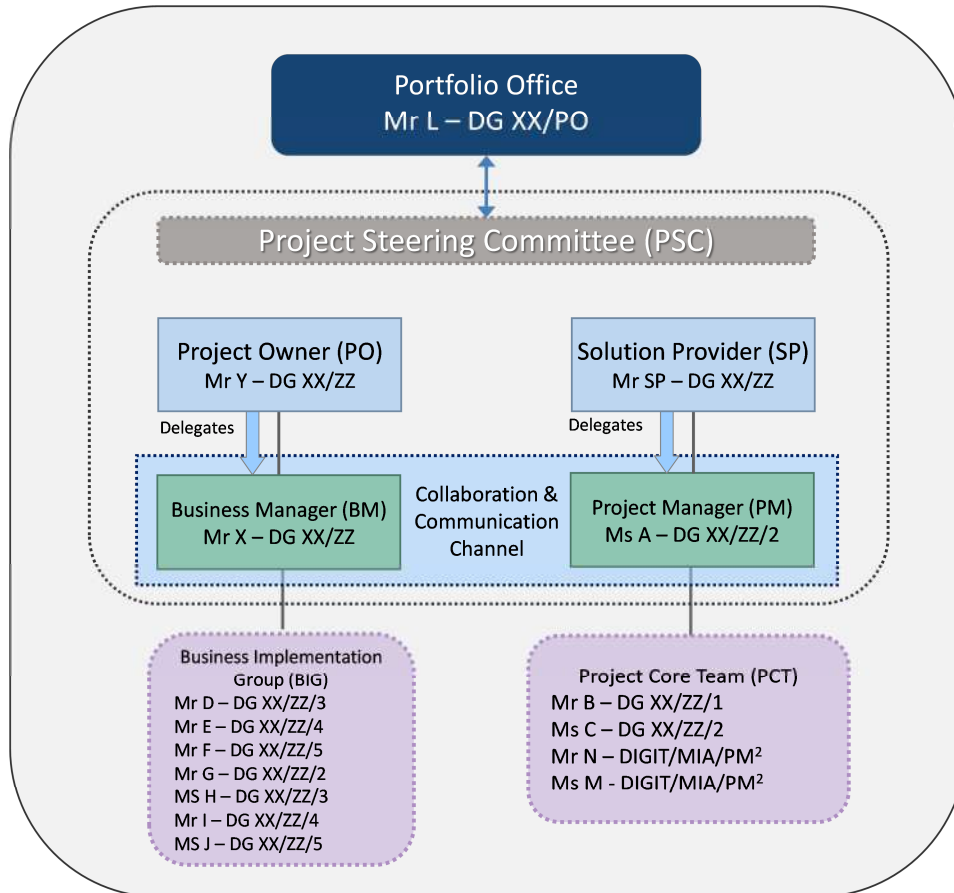 Portfolio Office
Mr L – DG XX/PO
Project Steering Committee (PSC)
Project Owner (PO)
Mr Y – DG XX/ZZ
Solution Provider (SP)
Mr SP – DG XX/ZZ
Delegates
Delegates
Business Manager (BM)
Mr X – DG XX/ZZ
Collaboration &
Communication
Channel
Project Manager (PM)
Ms A – DG XX/ZZ/2
Business Implementation
Group (BIG)
Mr D – DG XX/ZZ/3
Mr E – DG XX/ZZ/4
Mr F – DG XX/ZZ/5
Mr G – DG XX/ZZ/2
MS H – DG XX/ZZ/3
Mr I – DG XX/ZZ/4
MS J – DG XX/ZZ/5
Project Core Team (PCT)
Mr B – DG XX/ZZ/1
Ms C – DG XX/ZZ/2
Mr N – DIGIT/MIA/PM²
Ms M - DIGIT/MIA/PM²